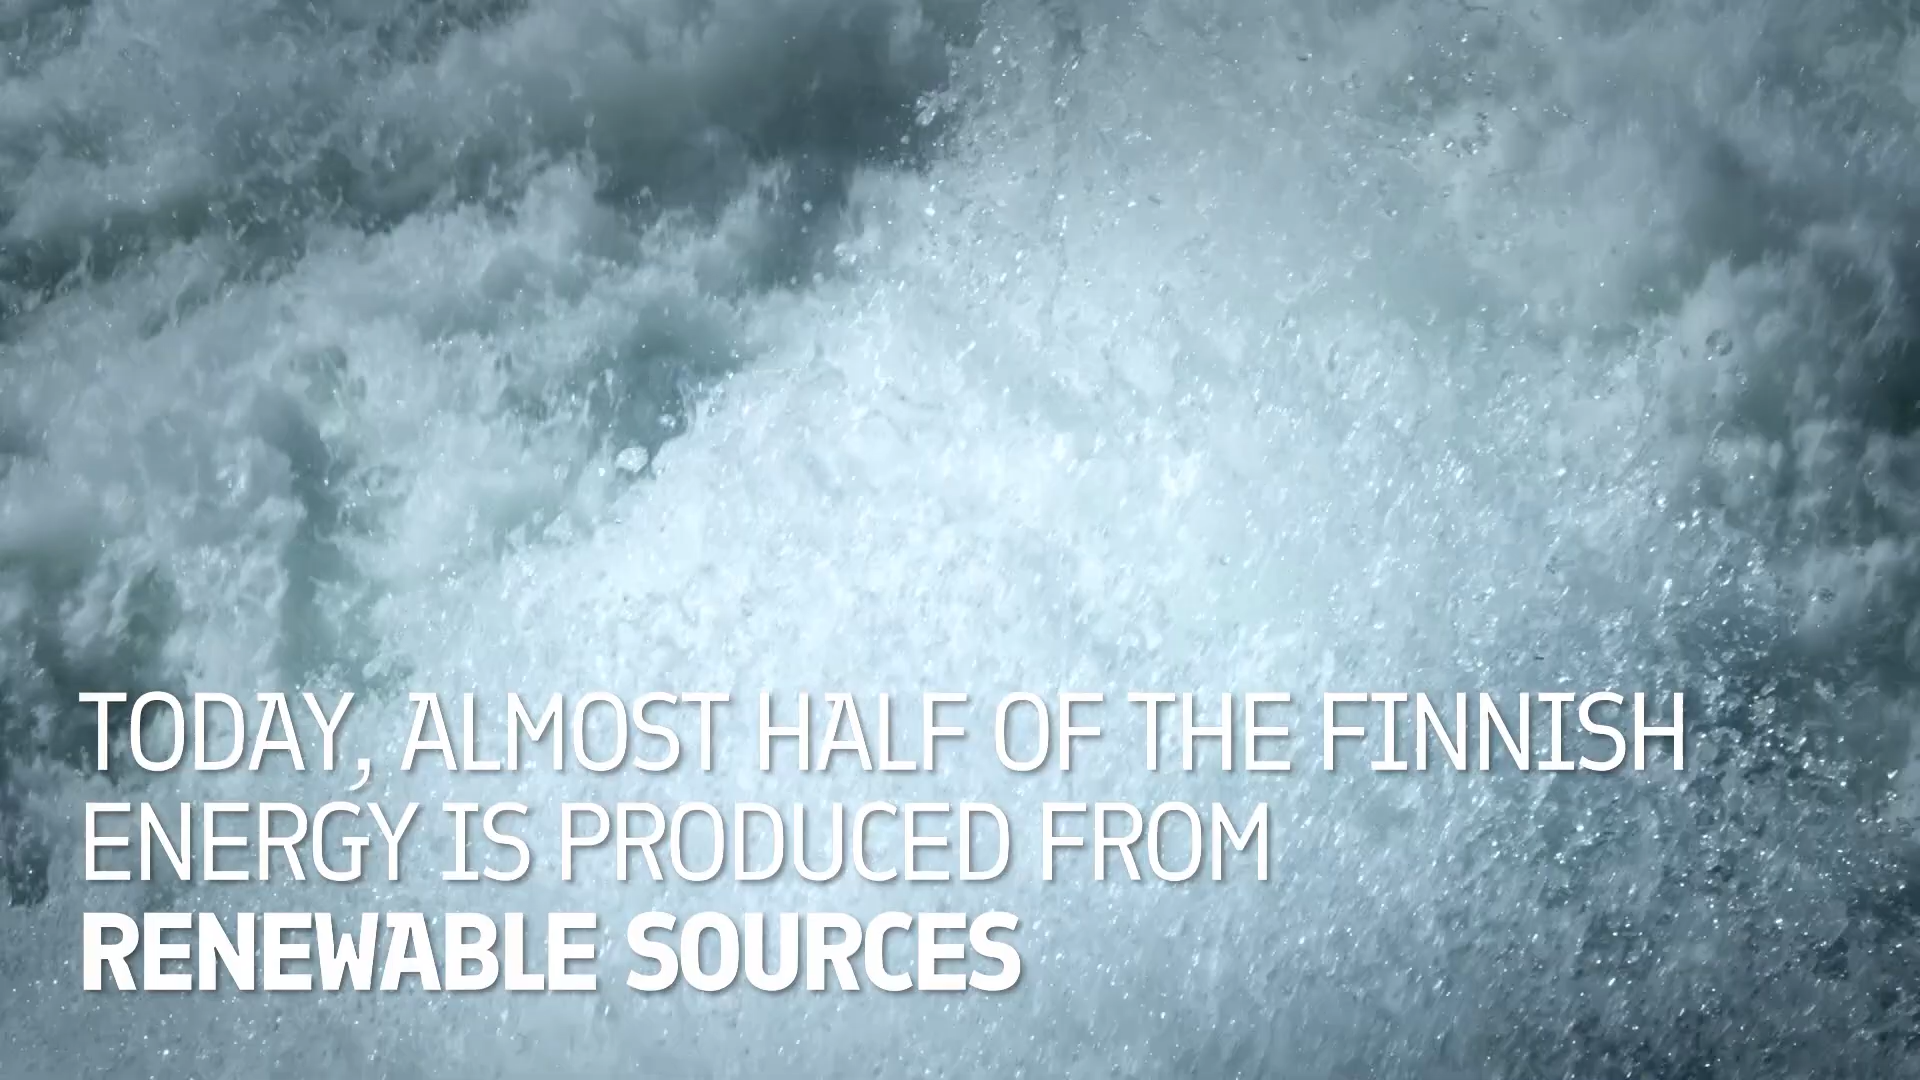 TODAY, ALMOST HALF OF THE FINNISH
ENERGY IS PRODUCED FROM
RENEWABLE SOURCES